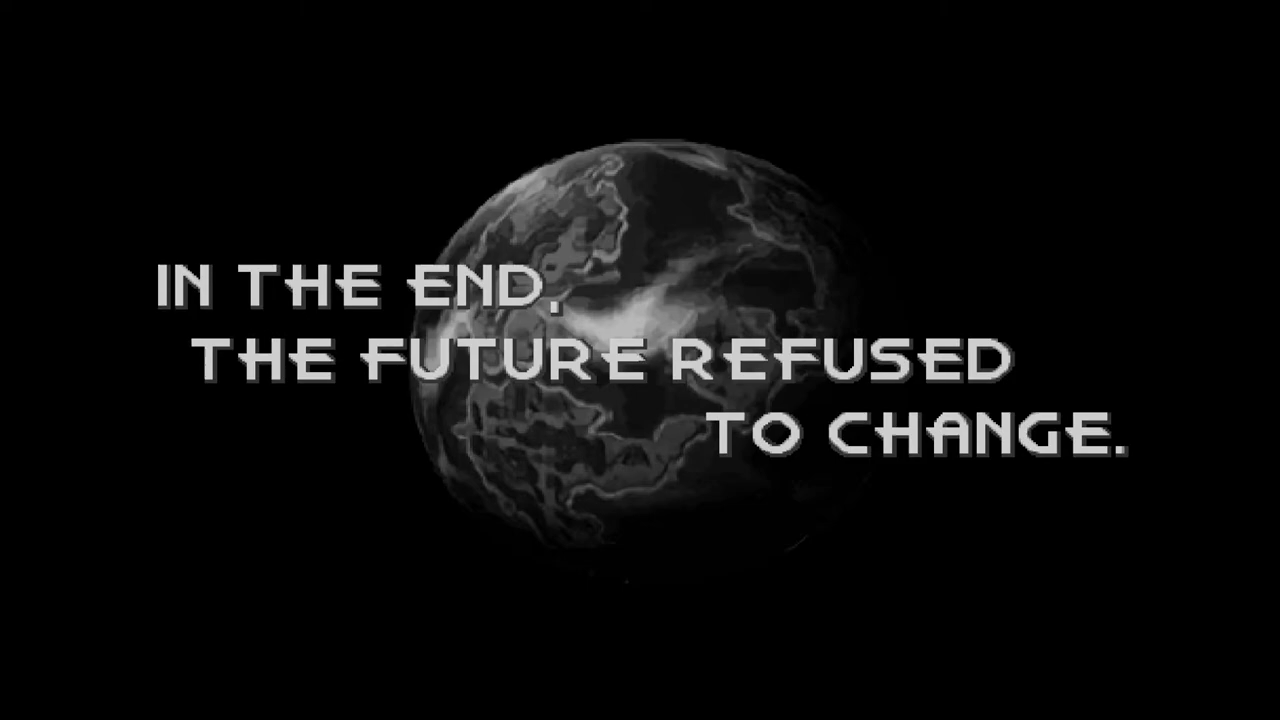 IN THE END,
THE FUTURE REFUSED
TO CHANGE.